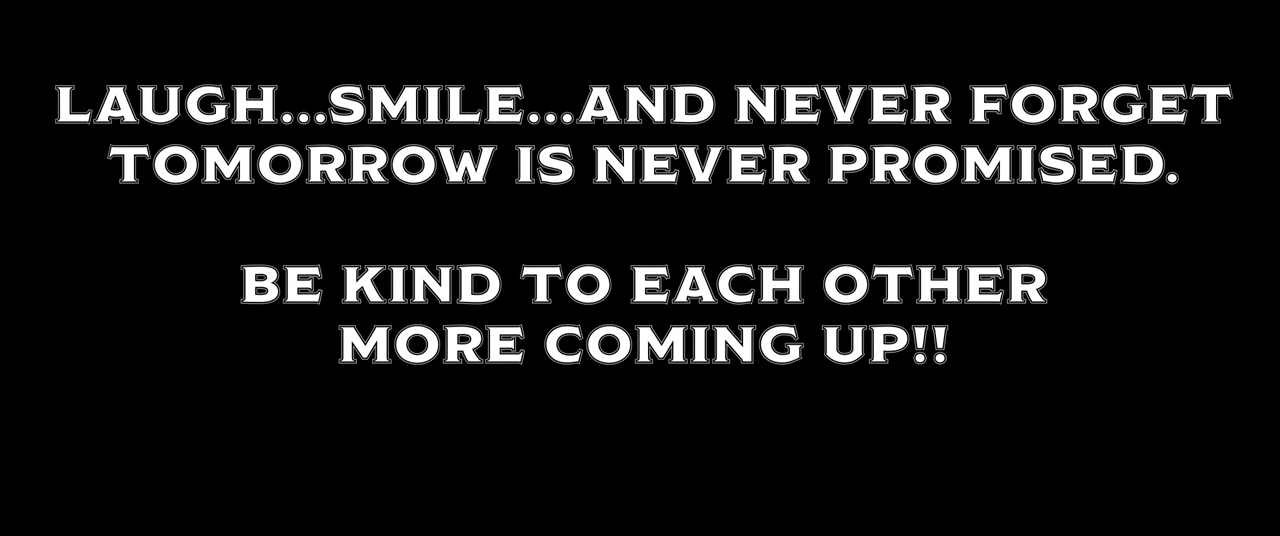 LAUGH...SMILE...AND NEVER FORGET
TOMORROW IS NEVER PROMISED.
BE KIND TO EACH OTHER
MORE COMING UP!!